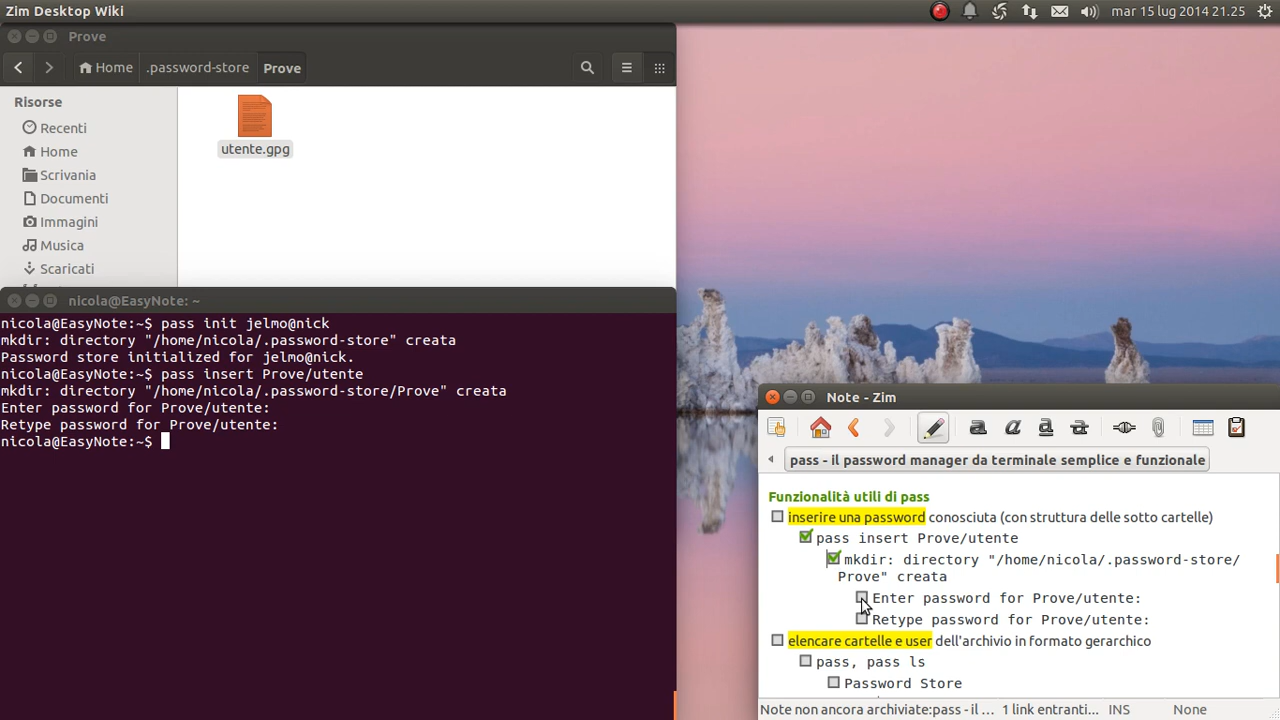 Zim Desktop Wiki
mar 15 lug 2014 21.25
Prove
Home
.password-store
Prove
Risorse
Recenti
Home
Scrivania
Documenti
Immagini
Musica
Scaricati
utente.gpg
nicola@EasyNote: ~
nicola@EasyNote:~$ pass init jelmo@nick
mkdir: directory "/home/nicola/.password-store" creata
Password store initialized for jelmo@nick.
nicola@EasyNote:~$ pass insert Prove/utente
mkdir: directory "/home/nicola/.password-store/Prove" creata
Enter password for Prove/utente:
Retype password for Prove/utente:
nicola@EasyNote:~$
Note - Zim
a a a a
pass - il password manager da terminale semplice e funzionale
Funzionalità utili di pass
inserire una password conosciuta (con struttura delle sotto cartelle)
pass insert Prove/utente
mkdir: directory "/home/nicola/.password-store/
Prove" creata
Enter password for Prove/utente:
Retype password for Prove/utente:
elencare cartelle e user dell'archivio in formato gerarchico
pass, pass ls
Password Store
Note non ancora archiviate:pass - il ... 1 link entranti... INS None